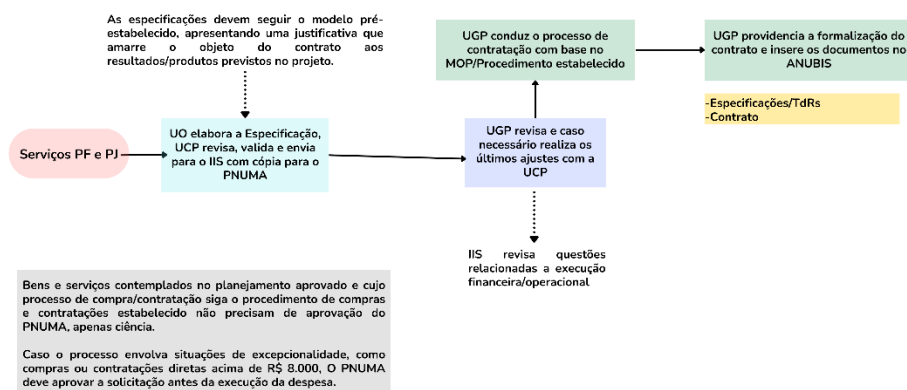 As especificações devem seguir o modelo pré-
estabelecido, apresentando uma justificativa que
amarre o objeto do contrato aos
resultados/produtos previstos no projeto.
UGP conduz o processo de
contratação com base no
MOP/Procedimento estabelecido
UGP providencia a formalização do
contrato e insere os documentos no
ANUBIS
-Especificações/TdRs
-Contrato
Serviços PF e PJ
UO elabora a Especificação,
UCP revisa, valida e envia
para o IIS com cópia para o
PNUMA
UGP revisa e caso
necessário realiza os
últimos ajustes com a
UCP
IIS revisa questões
relacionadas a execução
financeira/operacional
Bens e serviços contemplados no planejamento aprovado e cujo
processo de compra/contratação siga o procedimento de compras
e contratações estabelecido não precisam de aprovação do
PNUMA, apenas ciência.
Caso o processo envolva situações de excepcionalidade, como
compras ou contratações diretas acima de R$ 8.000, O PNUMA
deve aprovar a solicitação antes da execução da despesa.